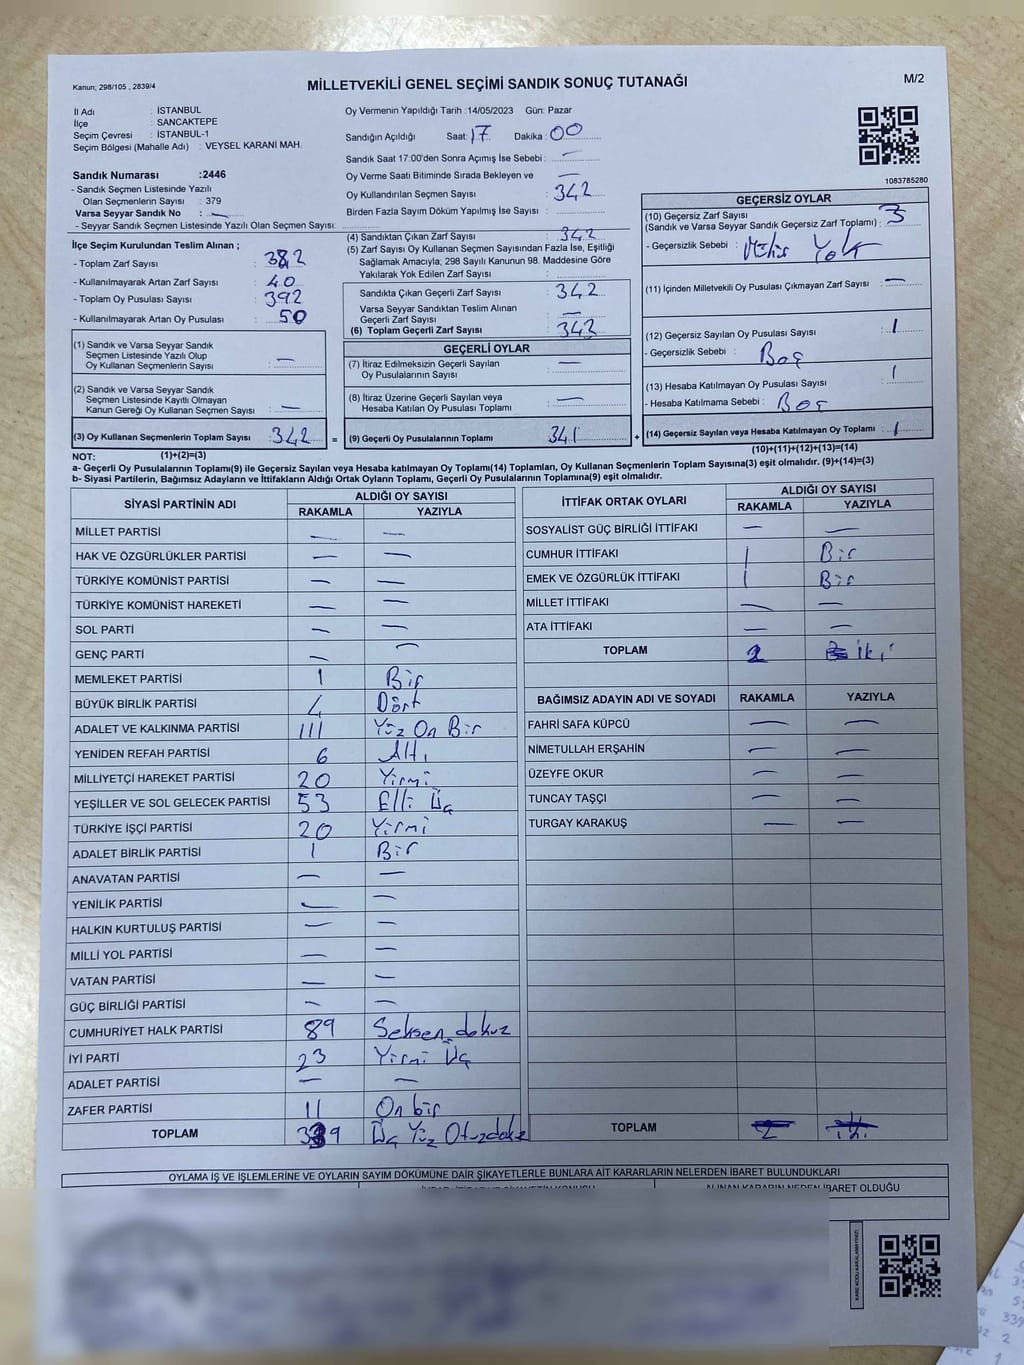 Kanun; 298/105 , 2839/4
MİLLETVEKİLİ GENEL SEÇİMİ SANDIK SONUÇ TUTANAĞI
M/2
İl Adı : İSTANBUL
İlçe : SANCAKTEPE
Seçim Çevresi : İSTANBUL-1
Seçim Bölgesi (Mahalle Adı) : VEYSEL KARANİ MAH.
Sandık Numarası :2446
- Sandık Seçmen Listesinde Yazılı
Olan Seçmenlerin Sayısı : 379
Varsa Seyyar Sandık No : —
- Seyyar Sandık Seçmen Listesinde Yazılı Olan Seçmen Sayısı:
Oy Vermenin Yapıldığı Tarih :14/05/2023 Gün: Pazar
Sandığın Açıldığı Saat: 17 Dakika : 00
Sandık Saat 17:00'den Sonra Açımış İse Sebebi : —
Oy Verme Saati Bitiminde Sırada Bekleyen ve —
Oy Kullandırılan Seçmen Sayısı : 342
Birden Fazla Sayım Döküm Yapılmış İse Sayısı :
1083785280
İlçe Seçim Kurulundan Teslim Alınan ;
- Toplam Zarf Sayısı : 382
- Kullanılmayarak Artan Zarf Sayısı : 40
- Toplam Oy Pusulası Sayısı : 392
- Kullanılmayarak Artan Oy Pusulası : 50
(1) Sandık ve Varsa Seyyar Sandık
Seçmen Listesinde Yazılı Olup
Oy Kullanan Seçmenlerin Sayısı : —
(2) Sandık ve Varsa Seyyar Sandık
Seçmen Listesinde Kayıtlı Olmayan
Kanun Gereği Oy Kullanan Seçmen Sayısı : —
(3) Oy Kullanan Seçmenlerin Toplam Sayısı : 342 =
(4) Sandıktan Çıkan Zarf Sayısı : 342
(5) Zarf Sayısı Oy Kullanan Seçmen Sayısından Fazla İse, Eşitliği
Sağlamak Amacıyla; 298 Sayılı Kanunun 98. Maddesine Göre
Yakılarak Yok Edilen Zarf Sayısı :
Sandıkta Çıkan Geçerli Zarf Sayısı : 342
Varsa Seyyar Sandıktan Teslim Alınan
Geçerli Zarf Sayısı : —
(6) Toplam Geçerli Zarf Sayısı : 342
GEÇERLİ OYLAR
(7) İtiraz Edilmeksizin Geçerli Sayılan
Oy Pusulalarının Sayısı : —
(8) İtiraz Üzerine Geçerli Sayılan veya
Hesaba Katılan Oy Pusulası Toplamı : —
(9) Geçerli Oy Pusulalarının Toplamı : 341 +
GEÇERSİZ OYLAR
(10) Geçersiz Zarf Sayısı
(Sandık ve Varsa Seyyar Sandık Geçersiz Zarf Toplamı) :
- Geçersizlik Sebebi : Mühür Yok
(11) İçinden Milletvekili Oy Pusulası Çıkmayan Zarf Sayısı : —
(12) Geçersiz Sayılan Oy Pusulası Sayısı : 1
- Geçersizlik Sebebi : Boş
(13) Hesaba Katılmayan Oy Pusulası Sayısı : 1
- Hesaba Katılmama Sebebi : Boş
(14) Geçersiz Sayılan veya Hesaba Katılmayan Oy Toplamı : 1
NOT: (1)+(2)=(3) (10)+(11)+(12)+(13)=(14)
a- Geçerli Oy Pusulalarının Toplamı(9) ile Geçersiz Sayılan veya Hesaba katılmayan Oy Toplamı(14) Toplamları, Oy Kullanan Seçmenlerin Toplam Sayısına(3) eşit olmalıdır. (9)+(14)=(3)
b- Siyasi Partilerin, Bağımsız Adayların ve İttifakların Aldığı Ortak Oyların Toplamı, Geçerli Oy Pusulalarının Toplamına(9) eşit olmalıdır.
SİYASİ PARTİNİN ADI ALDIĞI OY SAYISI
RAKAMLA YAZIYLA
MİLLET PARTİSİ — —
HAK VE ÖZGÜRLÜKLER PARTİSİ — —
TÜRKİYE KOMÜNİST PARTİSİ — —
TÜRKİYE KOMÜNİST HAREKETİ — —
SOL PARTİ — —
GENÇ PARTİ — —
MEMLEKET PARTİSİ 1 Bir
BÜYÜK BİRLİK PARTİSİ 4 Dört
ADALET VE KALKINMA PARTİSİ 111 Yüz On Bir
YENİDEN REFAH PARTİSİ 6 Altı
MİLLİYETÇİ HAREKET PARTİSİ 20 Yirmi
YEŞİLLER VE SOL GELECEK PARTİSİ 53 Elli Üç
TÜRKİYE İŞÇİ PARTİSİ 20 Yirmi
ADALET BİRLİK PARTİSİ 1 Bir
ANAVATAN PARTİSİ — —
YENİLİK PARTİSİ — —
HALKIN KURTULUŞ PARTİSİ — —
MİLLİ YOL PARTİSİ — —
VATAN PARTİSİ — —
GÜÇ BİRLİĞİ PARTİSİ — —
CUMHURİYET HALK PARTİSİ 89 Seksen dokuz
İYİ PARTİ 23 Yirmi Üç
ADALET PARTİSİ — —
ZAFER PARTİSİ 11 On bir
TOPLAM 339 Üç Yüz Otuzdokz
İTTİFAK ORTAK OYLARI ALDIĞI OY SAYISI
RAKAMLA YAZIYLA
SOSYALİST GÜÇ BİRLİĞİ İTTİFAKI — —
CUMHUR İTTİFAKI 1 Bir
EMEK VE ÖZGÜRLÜK İTTİFAKI 1 Bir
MİLLET İTTİFAKI — —
ATA İTTİFAKI — —
TOPLAM 2 iki
BAĞIMSIZ ADAYIN ADI VE SOYADI RAKAMLA YAZIYLA
FAHRİ SAFA KÜPCÜ — —
NİMETULLAH ERŞAHİN — —
ÜZEYFE OKUR — —
TUNCAY TAŞÇI — —
TURGAY KARAKUŞ — —
TOPLAM 2 iki
OYLAMA İŞ VE İŞLEMLERİNE VE OYLARIN SAYIM DÖKÜMÜNE DAİR ŞİKAYETLERLE BUNLARA AİT KARARLARIN NELERDEN İBARET BULUNDUKLARI
ALINAN KARARIN NEDEN İBARET OLDUĞU
339
2
1